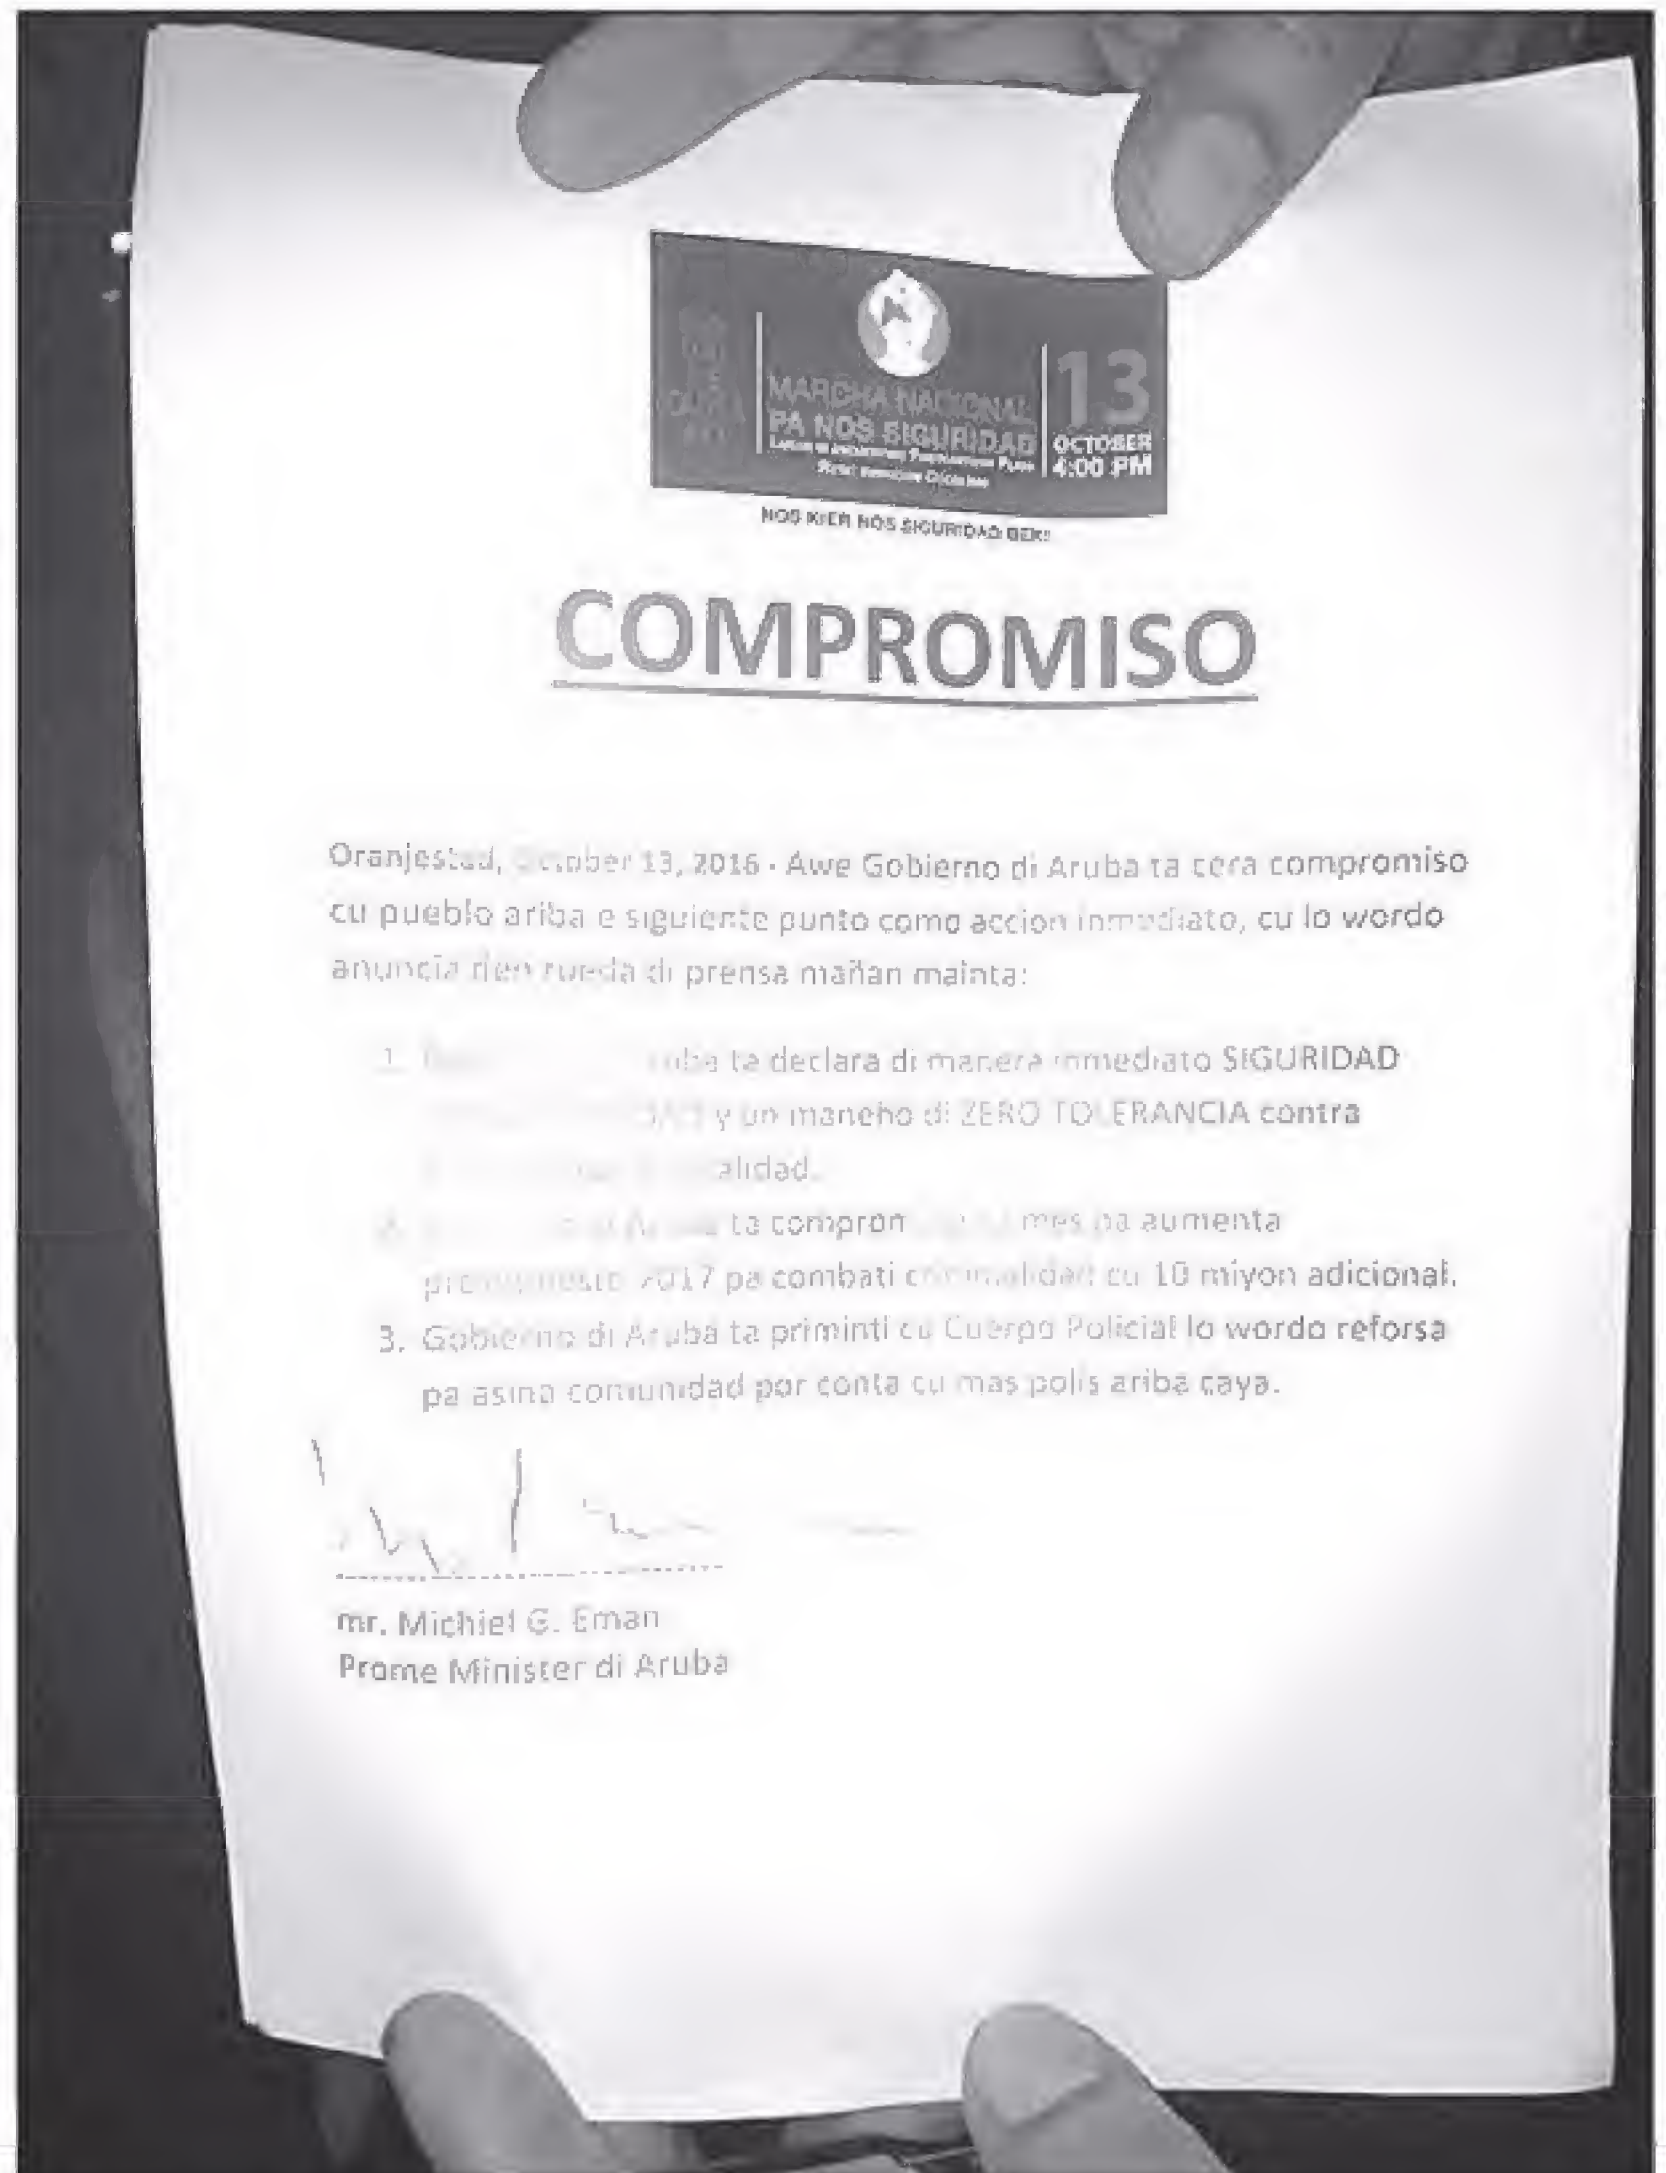 MARCHA NACIONAL
PA NOS SIGURIDAD
13
OCTOBER
4:00 PM
NOS KIER NOS SIGURIDAD BEK!!
COMPROMISO
Oranjestad, October 13, 2016 - Awe Gobierno di Aruba ta cera compromiso
cu pueblo ariba e siguiente punto como accion inmediato, cu lo wordo
anuncia den rueda di prensa mañan mainta:
1. ta declara di manera inmediato SIGURIDAD
y un maneho di ZERO TOLERANCIA contra
2. ta mes pa aumenta
2017 pa combati criminalidad cu 10 miyon adicional.
3. Gobierno di Aruba ta priminti cu Cuerpo Policial lo wordo reforsa
pa asina comunidad por conta cu mas polis ariba caya.
mr. Michiel G. Eman
Prome Minister di Aruba